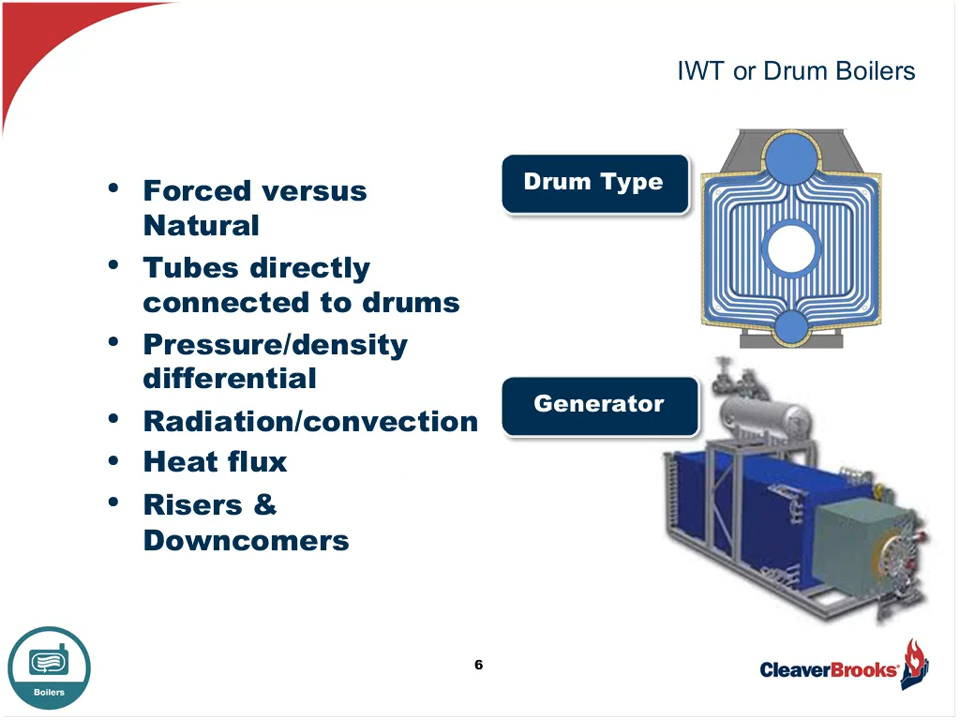 IWT or Drum Boilers
• Forced versus
Natural
• Tubes directly
connected to drums
• Pressure/density
differential
• Radiation/convection
• Heat flux
• Risers &
Downcomers
Drum Type
Generator
Boilers
6
CleaverBrooks®